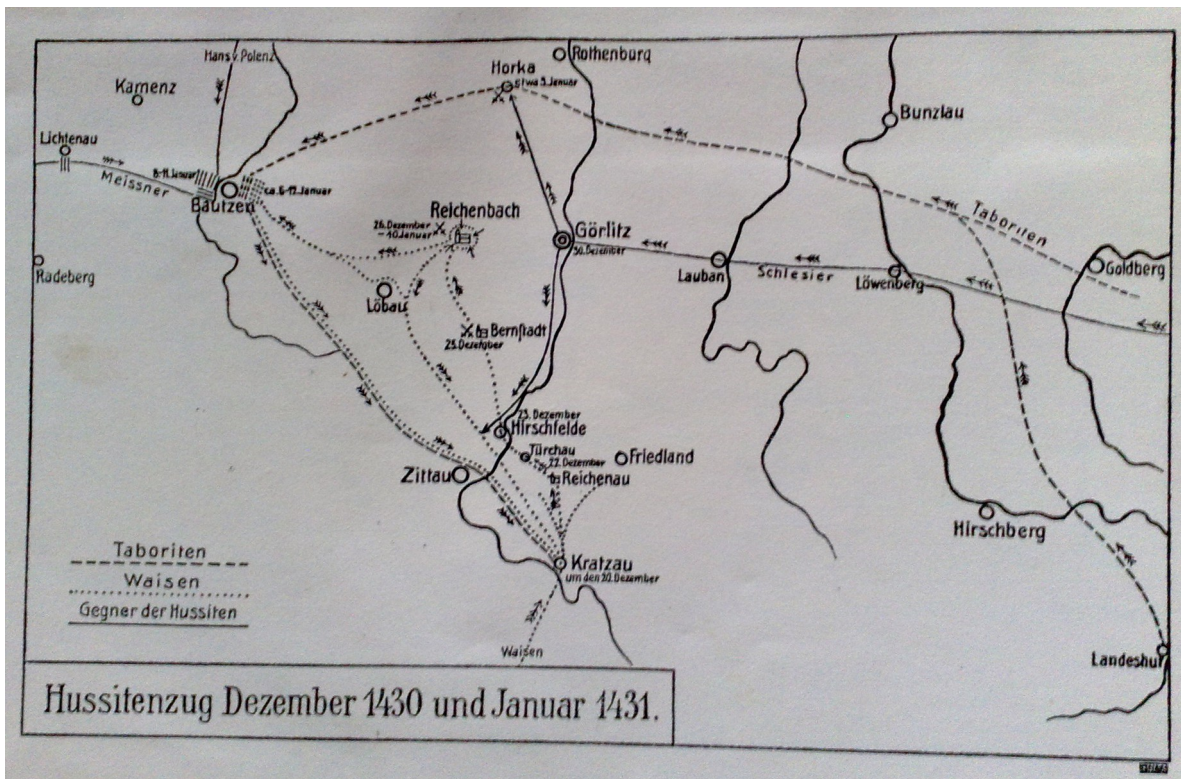 Hans v. Polenz
Rothenburg
Horka
etwa 5. Januar
Kamenz
Bunzlau
Lichtenau
Meissner
8.-11. Januar
ca. 6.-12. Januar
Bautzen
Reichenbach
26. Dezember
- 10. Januar
Görlitz
30. Dezember
Taboriten
Radeberg
Löbau
Lauban
Schlesier
Löwenberg
Goldberg
Bernstadt
25. Dezember
23. Dezember
Hirschfelde
Türchau
22. Dezember
Friedland
Zittau
Reichenau
Hirschberg
Kratzau
um den 20. Dezember
Waisen
Landeshut
Taboriten
Waisen
Gegner der Hussiten
Hussitenzug Dezember 1430 und Januar 1431.